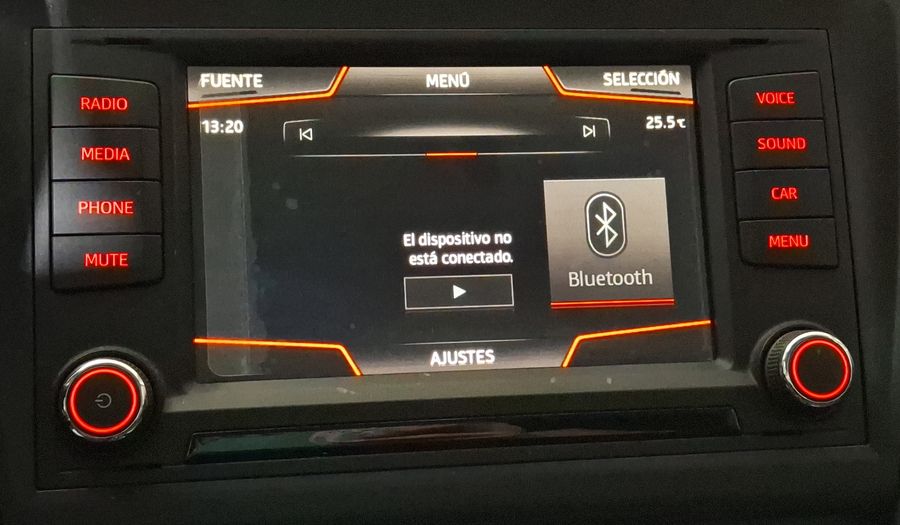 FUENTE
MENÚ
SELECCIÓN
13:20
25.5℃
RADIO
MEDIA
PHONE
MUTE
El dispositivo no
está conectado.
Bluetooth
AJUSTES
VOICE
SOUND
CAR
MENU